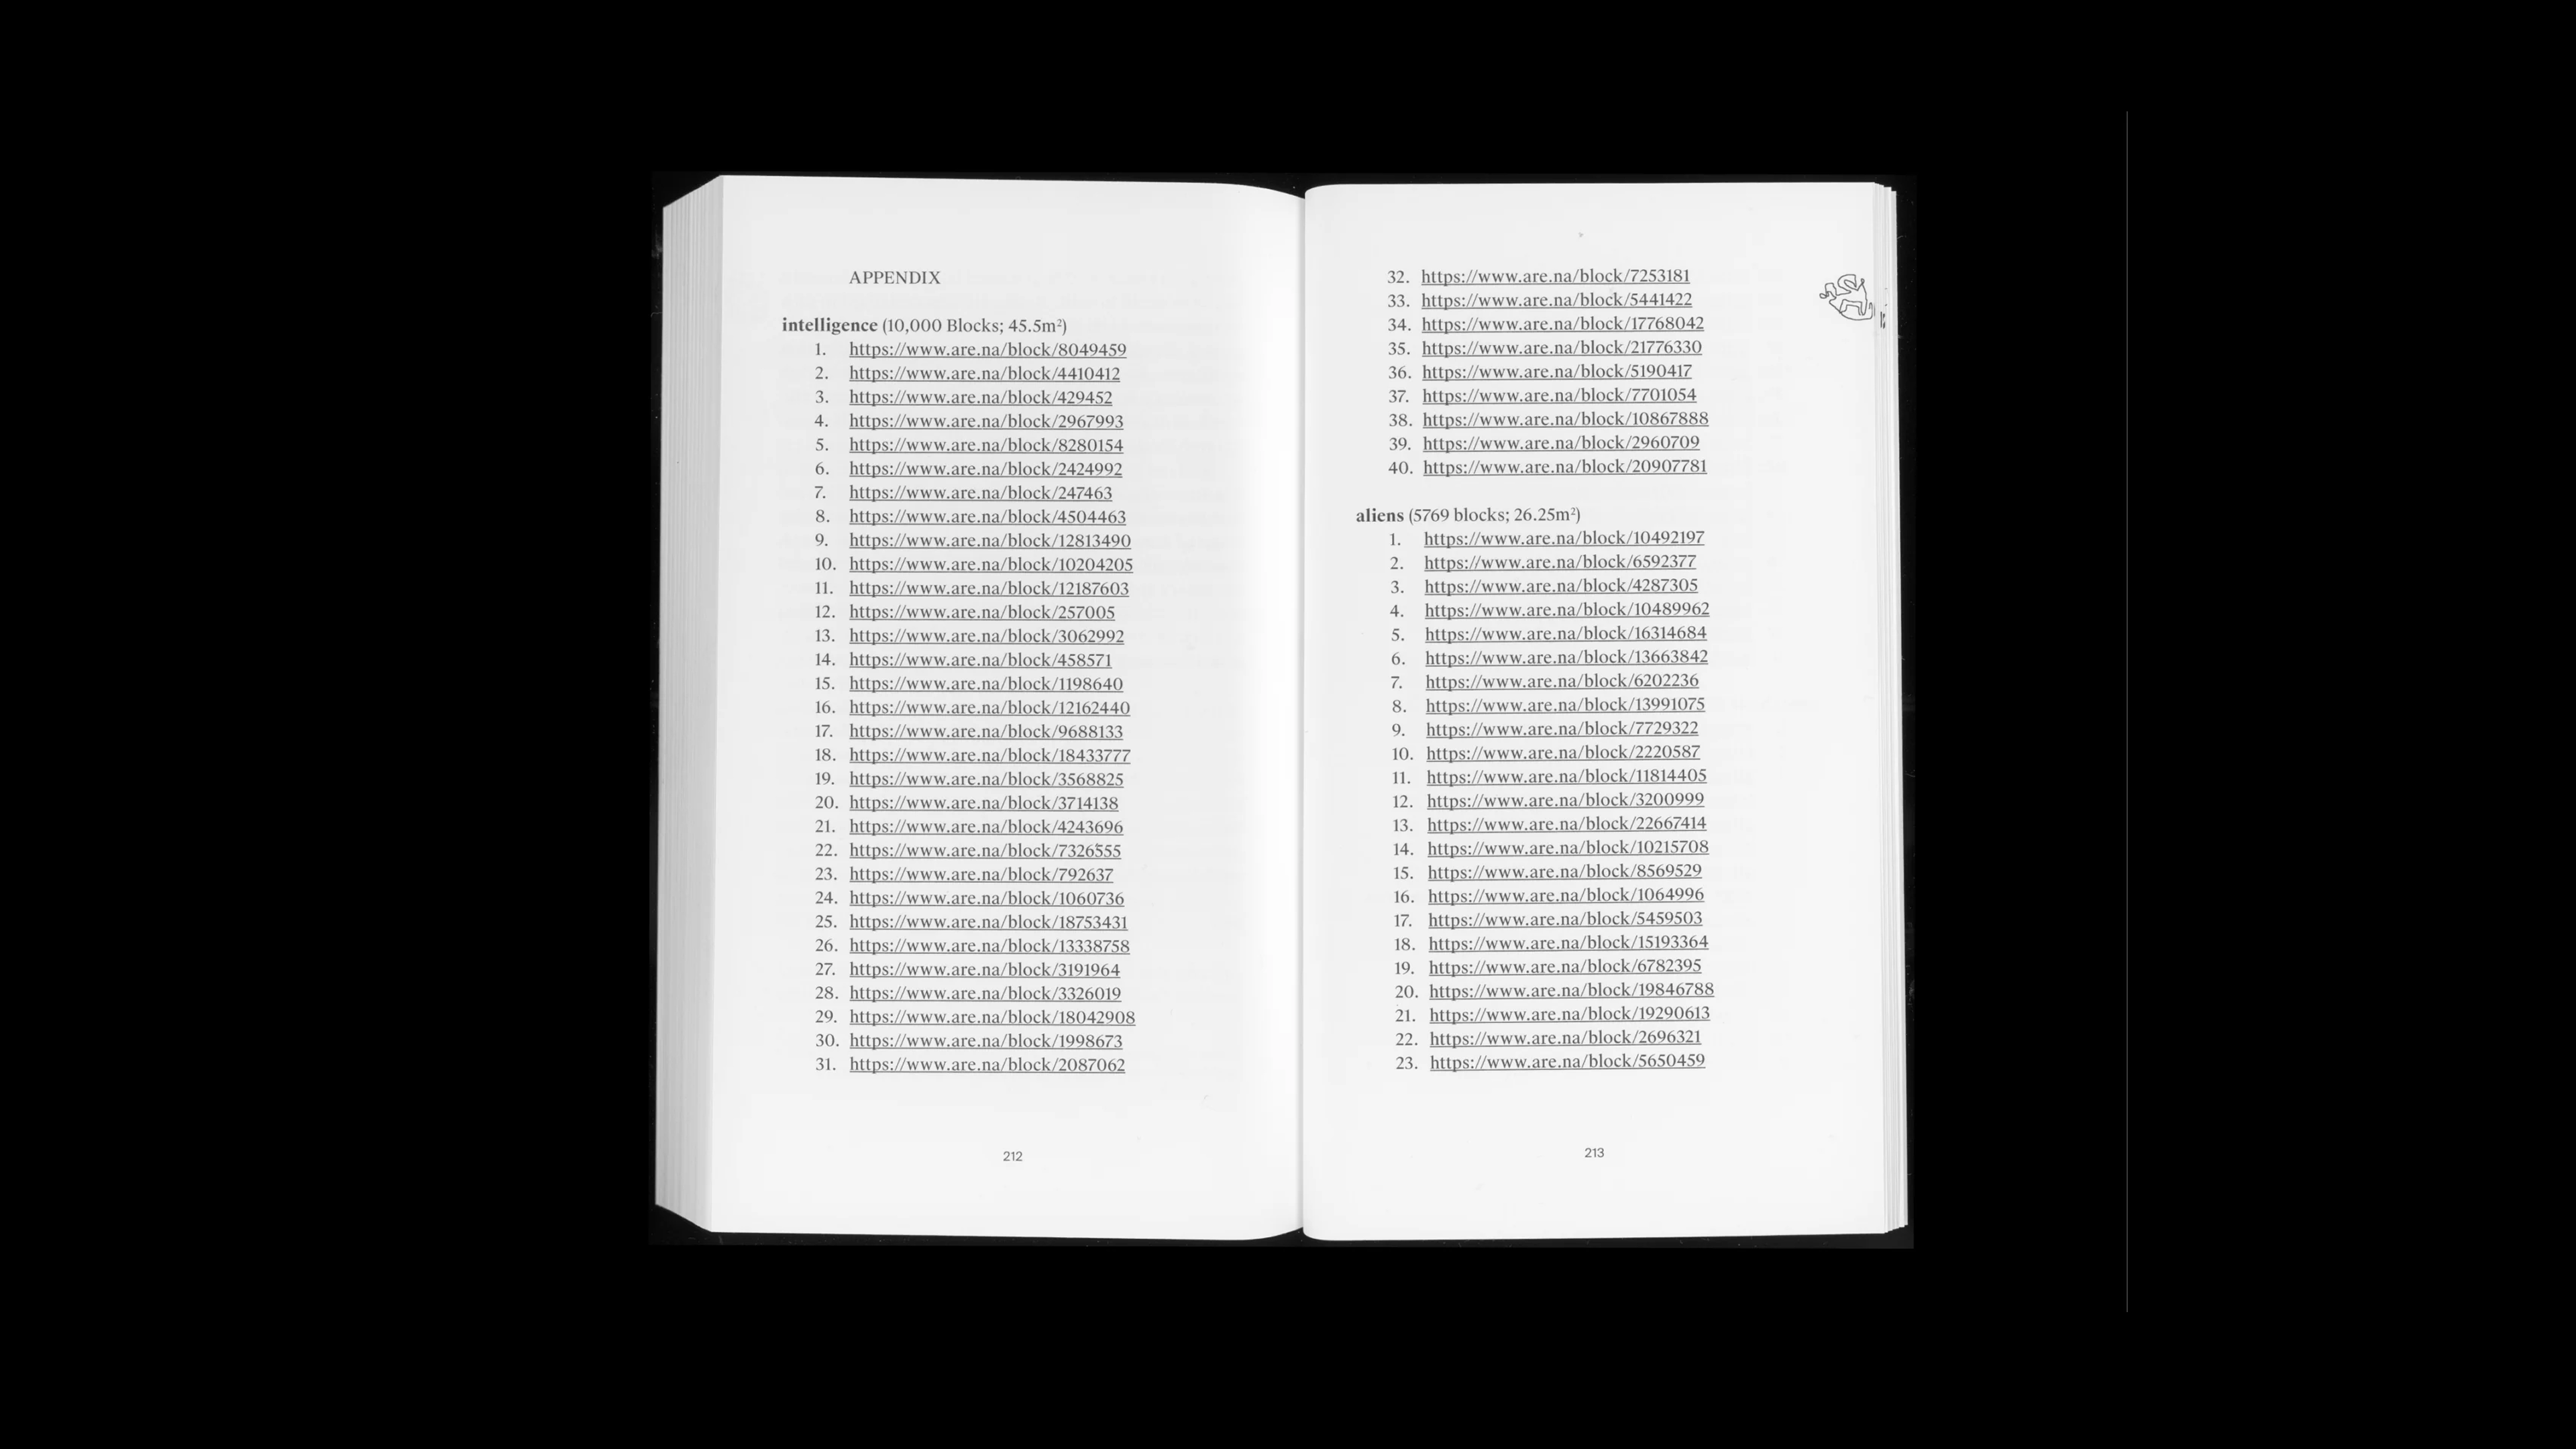 APPENDIX
intelligence (10,000 Blocks; 45.5m²)
1. https://www.are.na/block/8049459
2. https://www.are.na/block/4410412
3. https://www.are.na/block/429452
4. https://www.are.na/block/2967993
5. https://www.are.na/block/8280154
6. https://www.are.na/block/2424992
7. https://www.are.na/block/247463
8. https://www.are.na/block/4504463
9. https://www.are.na/block/12813490
10. https://www.are.na/block/10204205
11. https://www.are.na/block/12187603
12. https://www.are.na/block/257005
13. https://www.are.na/block/3062992
14. https://www.are.na/block/458571
15. https://www.are.na/block/1198640
16. https://www.are.na/block/12162440
17. https://www.are.na/block/9688133
18. https://www.are.na/block/18433777
19. https://www.are.na/block/3568825
20. https://www.are.na/block/3714138
21. https://www.are.na/block/4243696
22. https://www.are.na/block/7326555
23. https://www.are.na/block/792637
24. https://www.are.na/block/1060736
25. https://www.are.na/block/18753431
26. https://www.are.na/block/13338758
27. https://www.are.na/block/3191964
28. https://www.are.na/block/3326019
29. https://www.are.na/block/18042908
30. https://www.are.na/block/1998673
31. https://www.are.na/block/2087062
212
32. https://www.are.na/block/7253181
33. https://www.are.na/block/5441422
34. https://www.are.na/block/17768042
35. https://www.are.na/block/21776330
36. https://www.are.na/block/5190417
37. https://www.are.na/block/7701054
38. https://www.are.na/block/10867888
39. https://www.are.na/block/2960709
40. https://www.are.na/block/20907781
aliens (5769 blocks; 26.25m²)
1. https://www.are.na/block/10492197
2. https://www.are.na/block/6592377
3. https://www.are.na/block/4287305
4. https://www.are.na/block/10489962
5. https://www.are.na/block/16314684
6. https://www.are.na/block/13663842
7. https://www.are.na/block/6202236
8. https://www.are.na/block/13991075
9. https://www.are.na/block/7729322
10. https://www.are.na/block/2220587
11. https://www.are.na/block/11814405
12. https://www.are.na/block/3200999
13. https://www.are.na/block/22667414
14. https://www.are.na/block/10215708
15. https://www.are.na/block/8569529
16. https://www.are.na/block/1064996
17. https://www.are.na/block/5459503
18. https://www.are.na/block/15193364
19. https://www.are.na/block/6782395
20. https://www.are.na/block/19846788
21. https://www.are.na/block/19290613
22. https://www.are.na/block/2696321
23. https://www.are.na/block/5650459
213